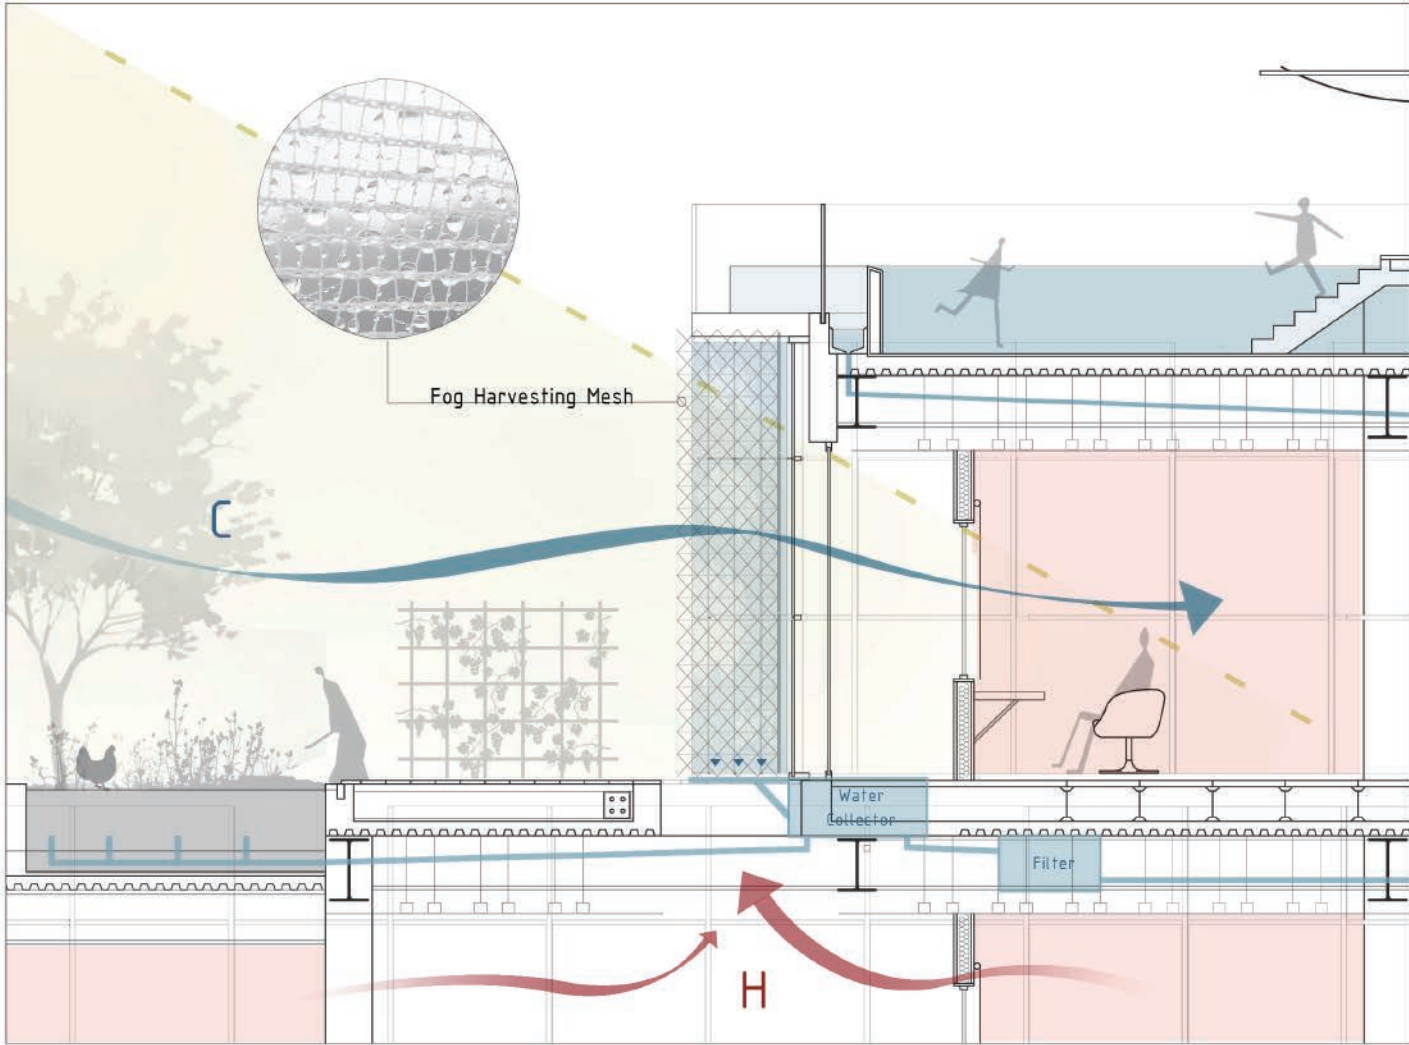 Fog Harvesting Mesh
C
Water
Collector
Filter
H